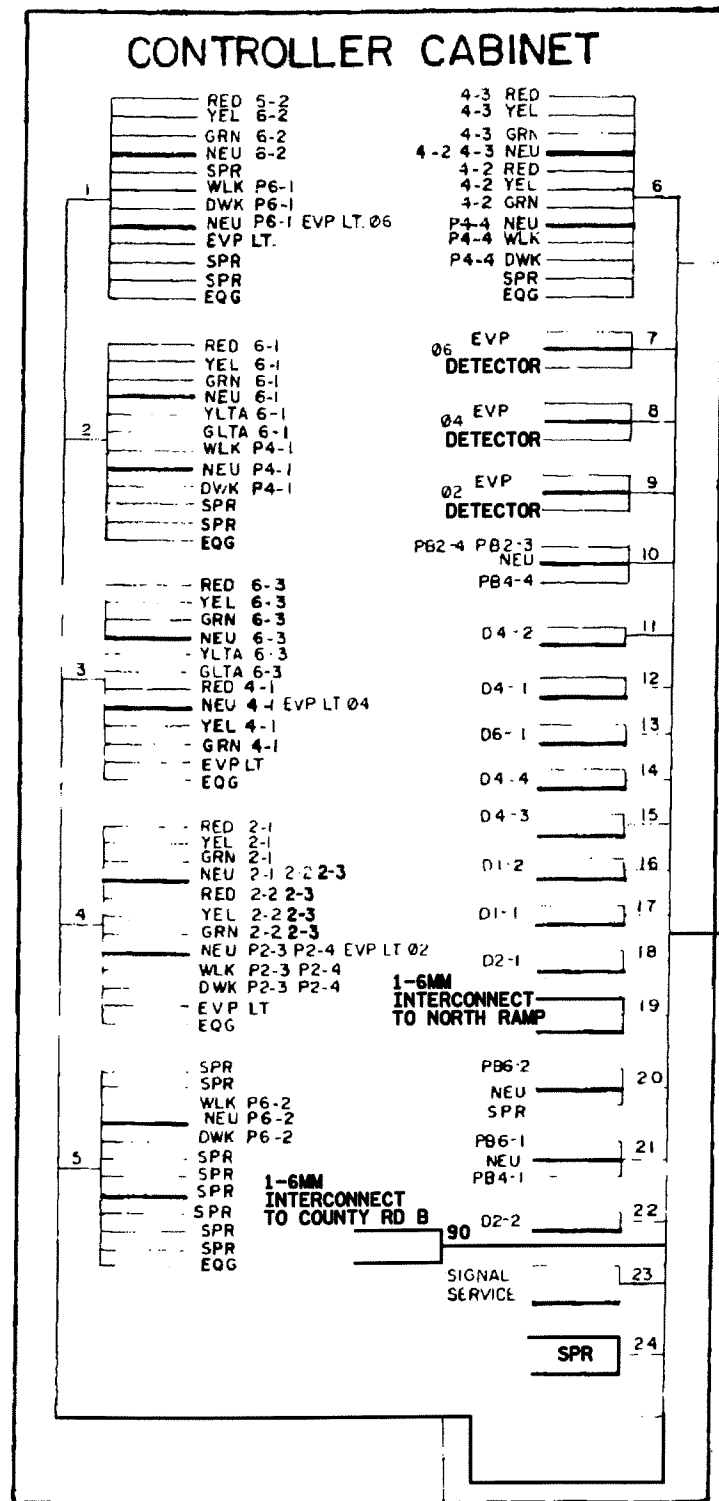 CONTROLLER CABINET
1
RED 6-2
YEL 6-2
GRN 6-2
NEU 6-2
SPR
WLK P6-1
DWK P6-1
NEU P6-1 EVP LT. Ø6
EVP LT.
SPR
SPR
EQG
2
RED 6-1
YEL 6-1
GRN 6-1
NEU 6-1
YLTA 6-1
GLTA 6-1
WLK P4-1
NEU P4-1
DWK P4-1
SPR
SPR
EQG
3
RED 6-3
YEL 6-3
GRN 6-3
NEU 6-3
YLTA 6-3
GLTA 6-3
RED 4-1
NEU 4-1 EVP LT Ø4
YEL 4-1
GRN 4-1
EVP LT
EQG
4
RED 2-1
YEL 2-1
GRN 2-1
NEU 2-1 2-2 2-3
RED 2-2 2-3
YEL 2-2 2-3
GRN 2-2 2-3
NEU P2-3 P2-4 EVP LT Ø2
WLK P2-3 P2-4
DWK P2-3 P2-4
EVP LT
EQG
5
SPR
SPR
WLK P6-2
NEU P6-2
DWK P6-2
SPR
SPR
SPR
SPR
SPR
SPR
EQG
1-6MM
INTERCONNECT
TO COUNTY RD B
90
4-3 RED
4-3 YEL
4-3 GRN
4-2 4-3 NEU
4-2 RED
4-2 YEL
4-2 GRN
P4-4 NEU
P4-4 WLK
P4-4 DWK
SPR
EQG
6
EVP
Ø6
DETECTOR
7
EVP
Ø4
DETECTOR
8
EVP
Ø2
DETECTOR
9
PB2-4 PB2-3
NEU
PB4-4
10
D4-2
11
D4-1
12
D6-1
13
D4-4
14
D4-3
15
D1-2
16
D1-1
17
D2-1
18
1-6MM
INTERCONNECT
TO NORTH RAMP
19
PB6-2
NEU
SPR
20
PB6-1
NEU
PB4-1
21
D2-2
22
SIGNAL
SERVICE
23
SPR
24